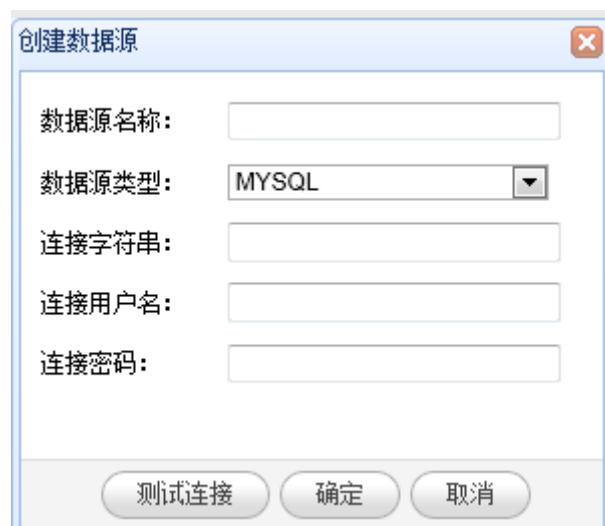 创建数据源
数据源名称：
数据源类型： MYSQL
连接字符串：
连接用户名：
连接密码：
测试连接 确定 取消